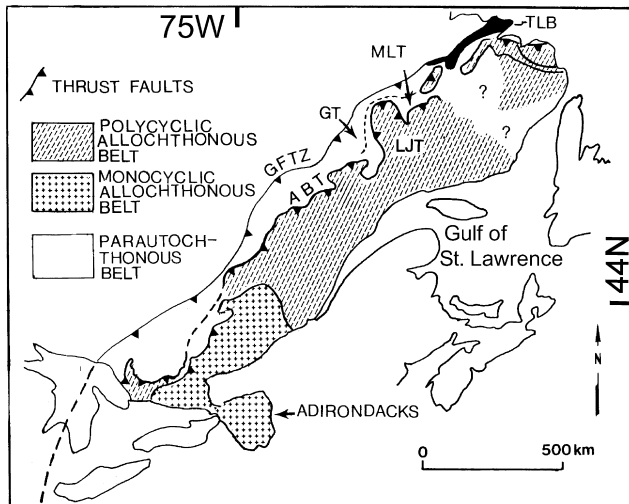 75W
TLB
MLT
THRUST FAULTS
GT
POLYCYCLIC
ALLOCHTHONOUS
BELT
?
?
LJT
GFTZ
ABT
MONOCYCLIC
ALLOCHTHONOUS
BELT
PARAUTOCH-
THONOUS
BELT
Gulf of
St. Lawrence
44N
N
ADIRONDACKS
0 500 km